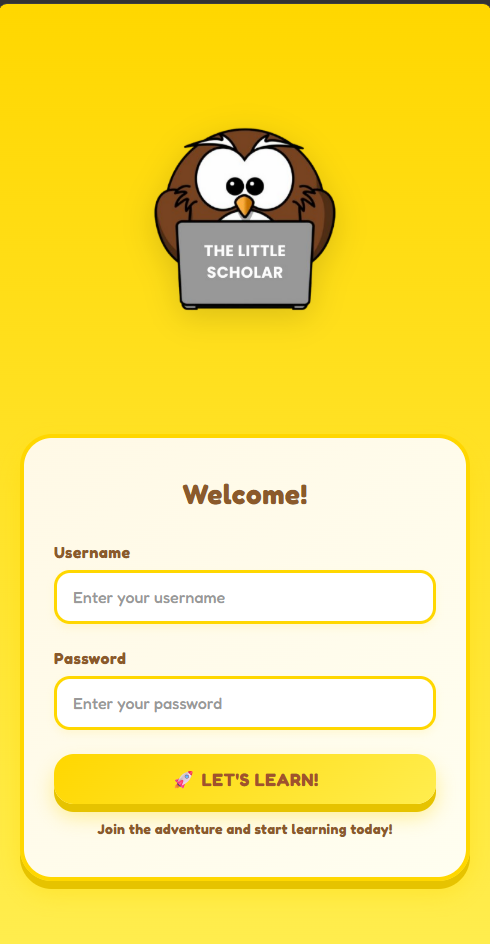 THE LITTLE
SCHOLAR
Welcome!
Username
Enter your username
Password
Enter your password
🚀 LET'S LEARN!
Join the adventure and start learning today!